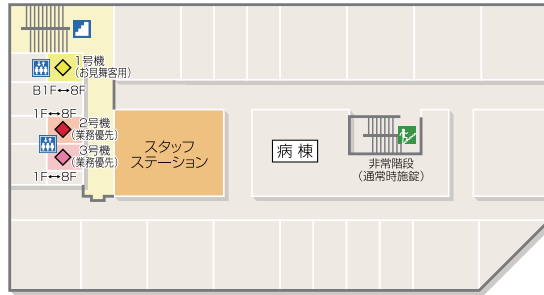 1号機
（お見舞客用）
B1F↔8F
1F↔8F
2号機
（業務優先）
3号機
（業務優先）
1F↔8F
スタッフ
ステーション
病棟
非常階段
（通常時施錠）